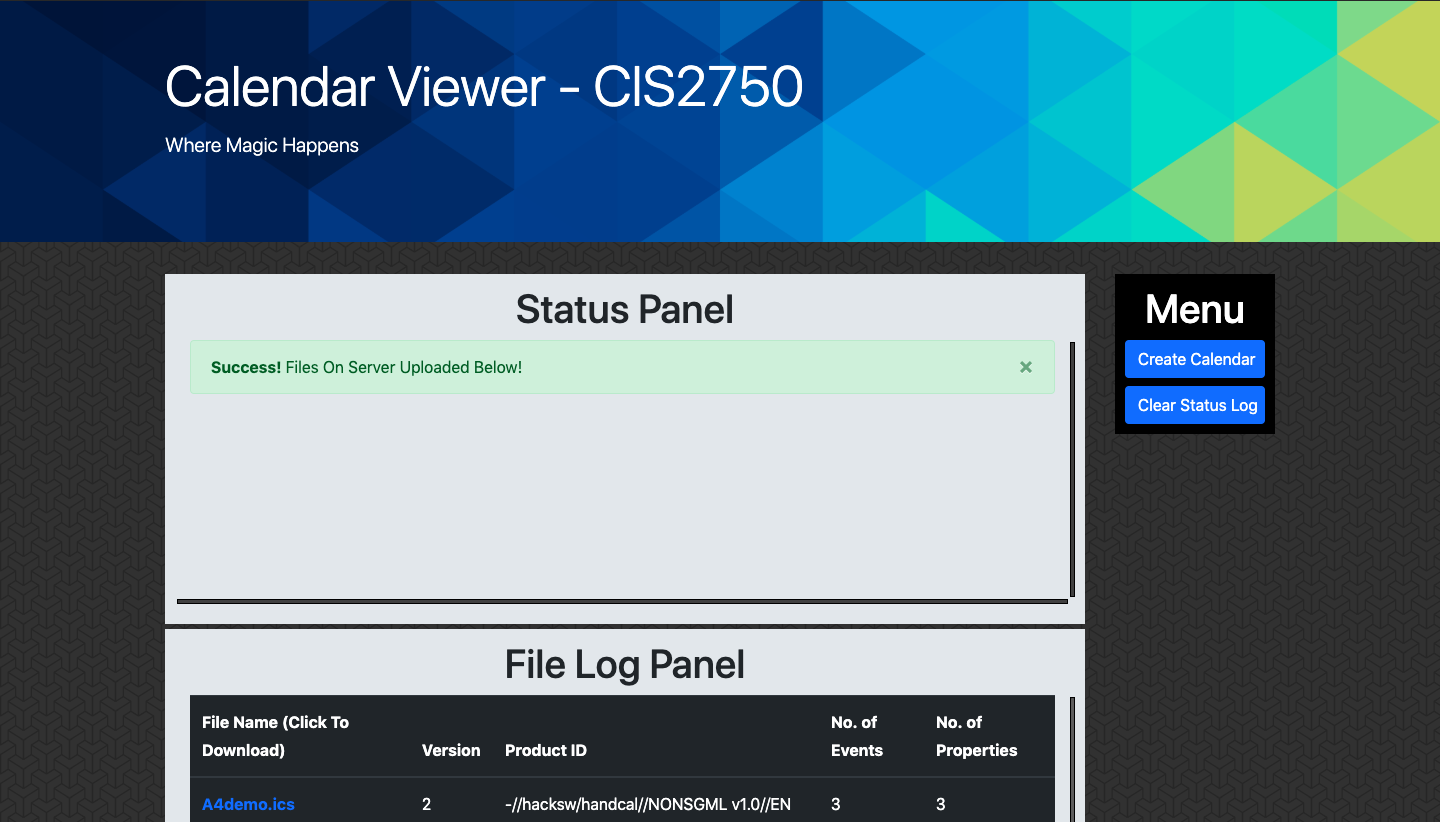 Calendar Viewer - CIS2750
Where Magic Happens
Status Panel
Success! Files On Server Uploaded Below!
×
Menu
Create Calendar
Clear Status Log
File Log Panel
File Name (Click To
Download)
Version
Product ID
No. of
Events
No. of
Properties
A4demo.ics
2
-//hacksw/handcal//NONSGML v1.0//EN
3
3